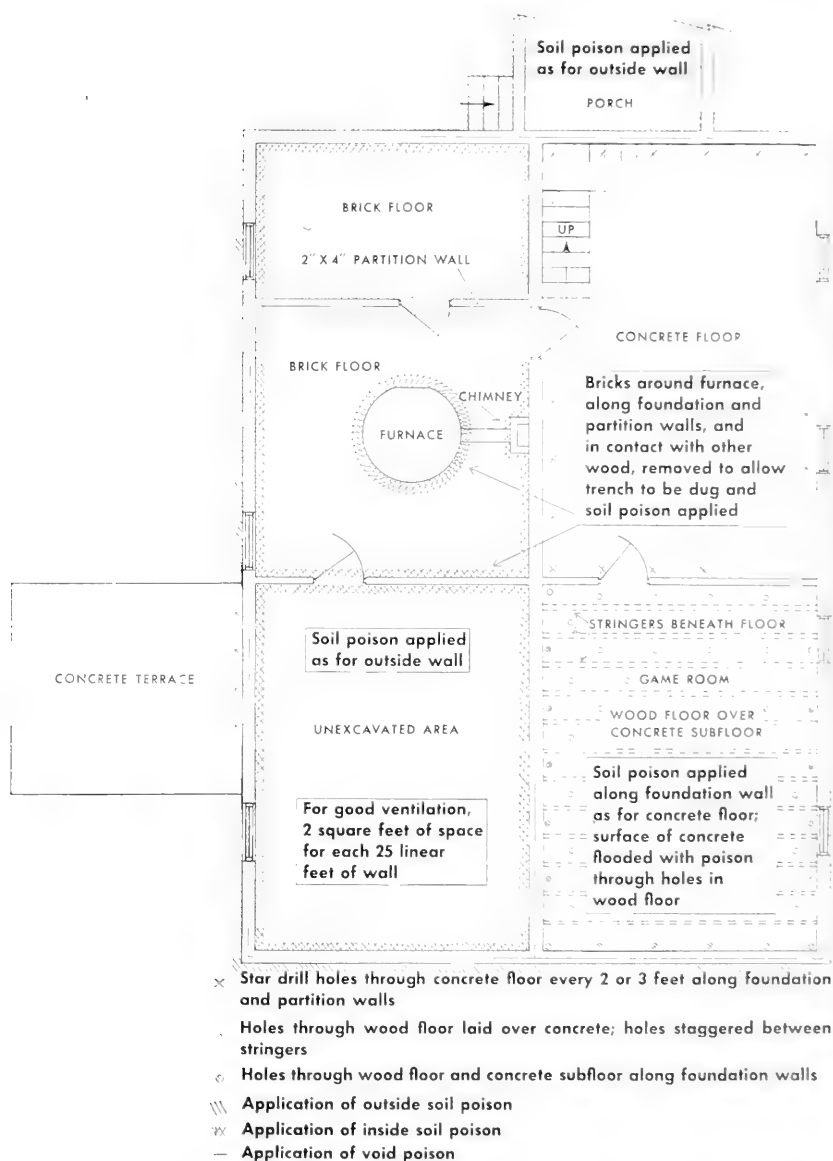 Soil poison applied
as for outside wall
PORCH
BRICK FLOOR
UP
2" X 4" PARTITION WALL
CONCRETE FLOOR
BRICK FLOOR
Bricks around furnace,
along foundation and
partition walls, and
in contact with other
wood, removed to allow
trench to be dug and
soil poison applied
CHIMNEY
FURNACE
STRINGERS BENEATH FLOOR
Soil poison applied
as for outside wall
CONCRETE TERRACE
GAME ROOM
UNEXCAVATED AREA
WOOD FLOOR OVER
CONCRETE SUBFLOOR
Soil poison applied
along foundation wall
as for concrete floor;
surface of concrete
flooded with poison
through holes in
wood floor
For good ventilation,
2 square feet of space
for each 25 linear
feet of wall
Star drill holes through concrete floor every 2 or 3 feet along foundation
and partition walls
Holes through wood floor laid over concrete; holes staggered between
stringers
Holes through wood floor and concrete subfloor along foundation walls
Application of outside soil poison
Application of inside soil poison
Application of void poison